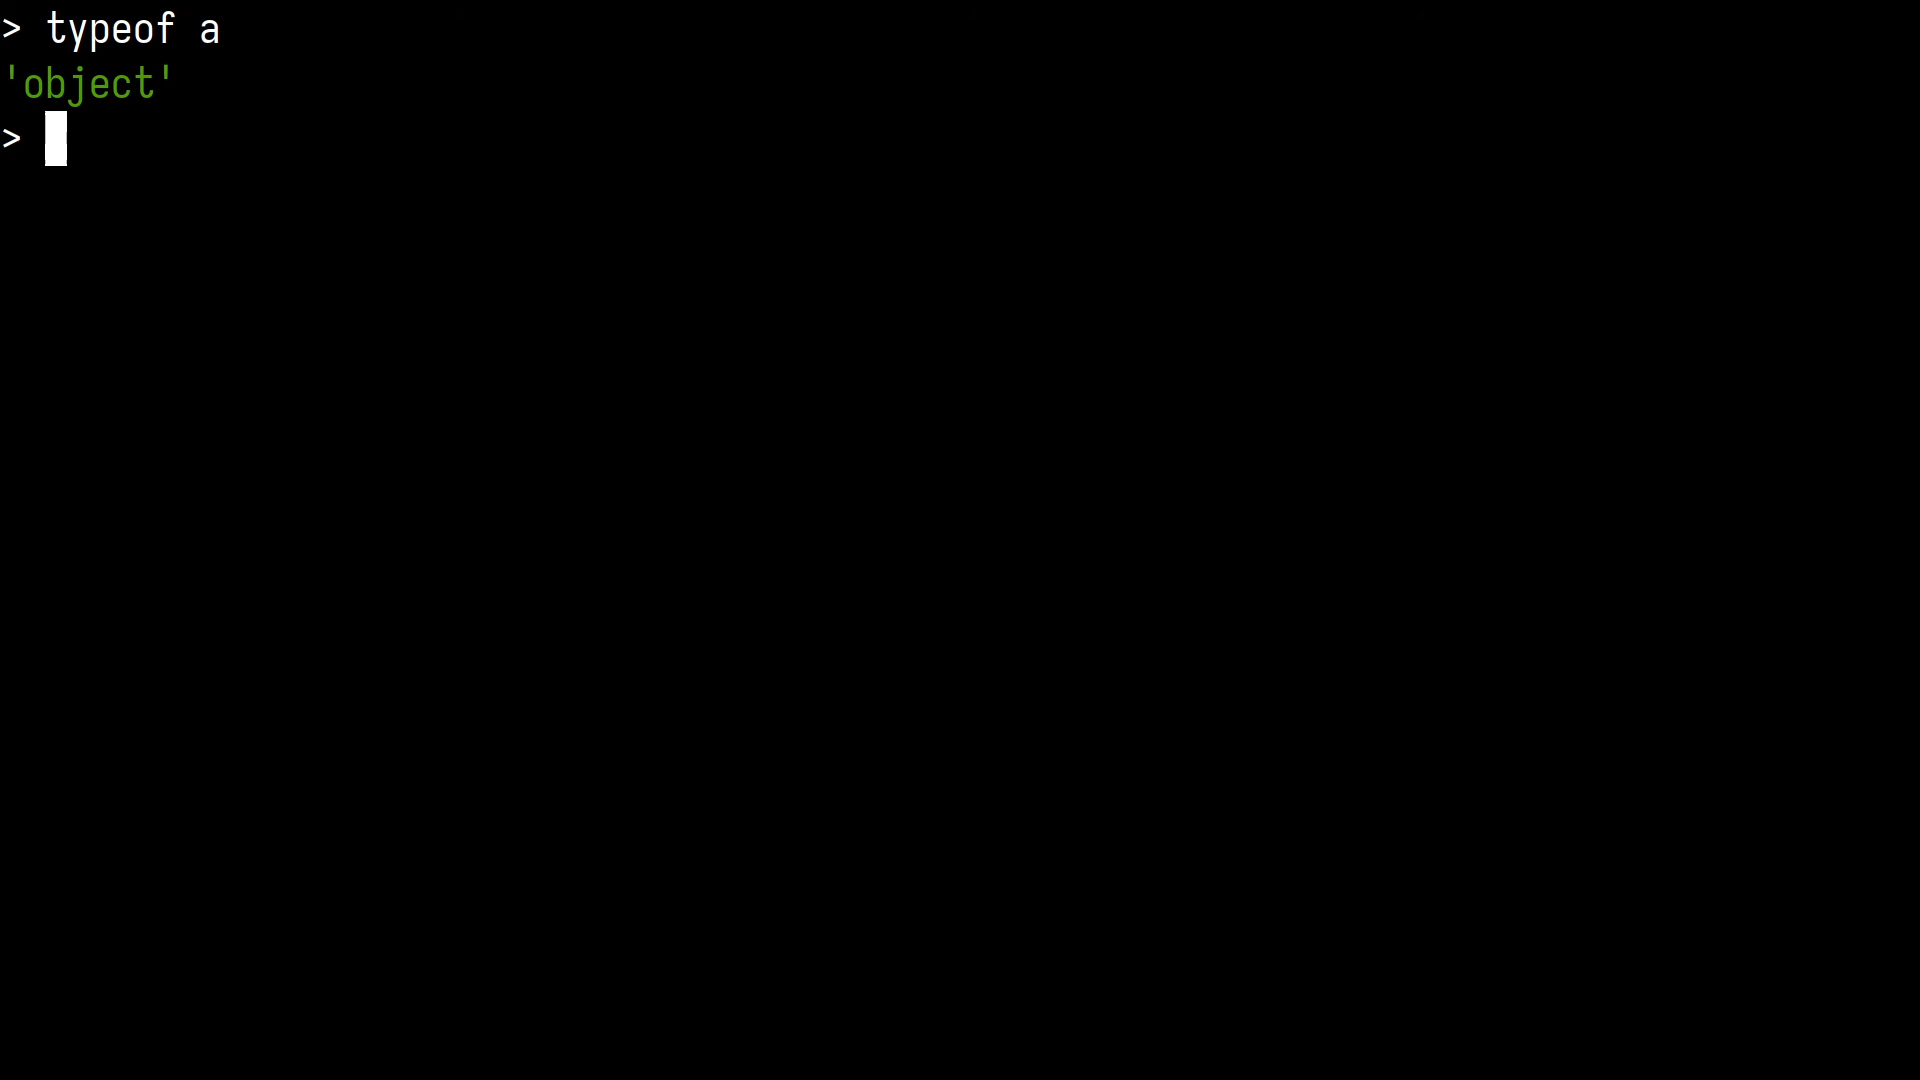 > typeof a
'object'
>